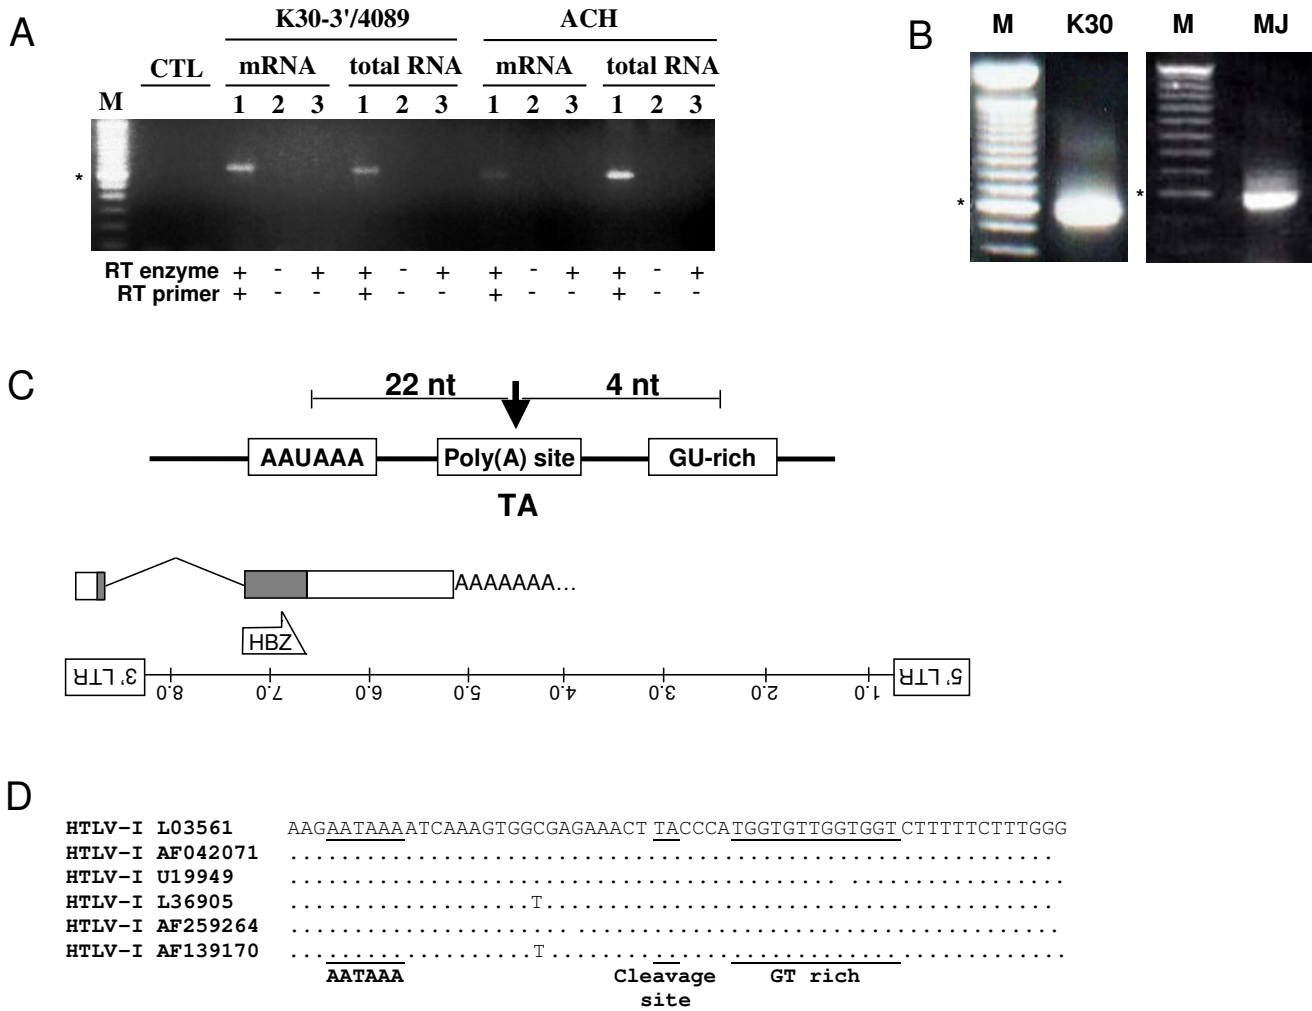 A
K30-3'/4089 ACH
CTL mRNA total RNA mRNA total RNA
M 1 2 3 1 2 3 1 2 3 1 2 3
*
RT enzyme + - + + - + + - + + - +
RT primer + - - + - - + - - + - -
B
M K30 M MJ
* *
C
22 nt 4 nt
AAUAAA Poly(A) site GU-rich
TA
AAAAAAA...
HBZ
3' LTR 8.0 7.0 6.0 5.0 4.0 3.0 2.0 1.0 5' LTR
D
HTLV-I L03561 AAGAATAAAATCAAAGTGGCGAGAAACT TACCCATGGTGTTGGTGGT CTTTTTCTTTGGG
HTLV-I AF042071
HTLV-I U19949
HTLV-I L36905 T
HTLV-I AF259264
HTLV-I AF139170 T
AATAAA Cleavage GT rich
site